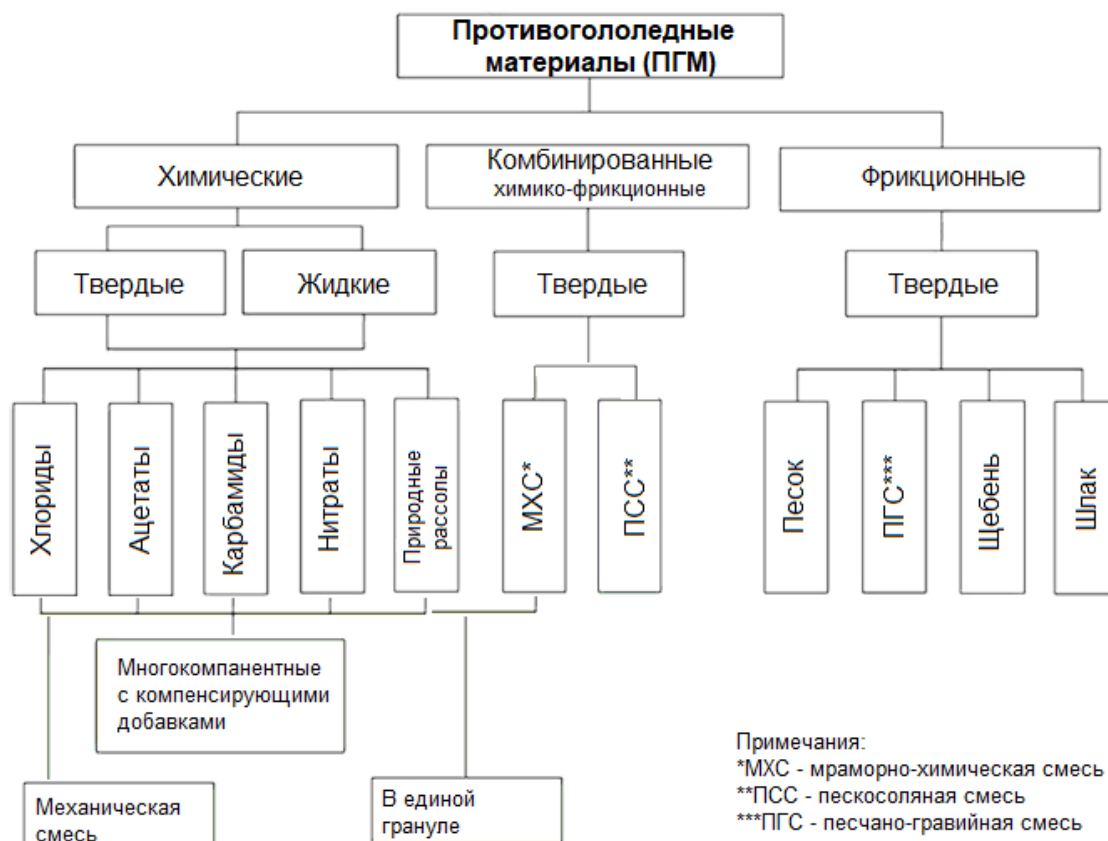 Противогололедные
материалы (ПГМ)
Химические
Комбинированные
химико-фрикционные
Фрикционные
Твердые
Жидкие
Твердые
Твердые
Хлориды
Ацетаты
Карбамиды
Нитраты
Природные
рассолы
МХС*
ПСС**
Песок
ПГС***
Щебень
Шлак
Многокомпанентные
с компенсирующими
добавками
Механическая
смесь
В единой
грануле
Примечания:
*МХС - мраморно-химическая смесь
**ПСС - пескосоляная смесь
***ПГС - песчано-гравийная смесь